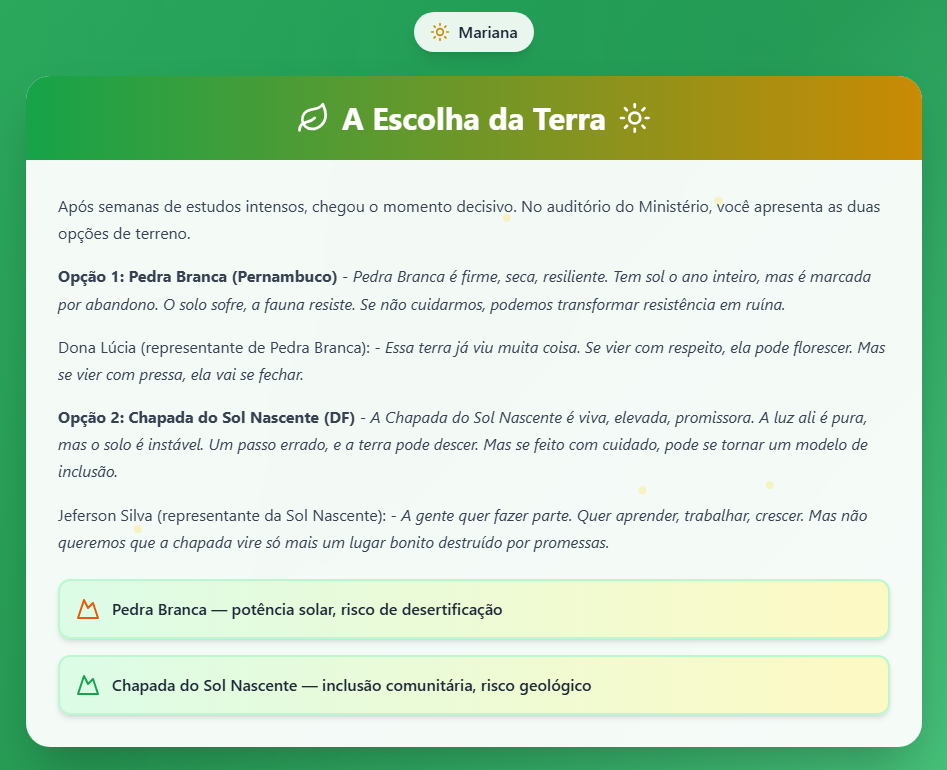 Mariana
A Escolha da Terra
Após semanas de estudos intensos, chegou o momento decisivo. No auditório do Ministério, você apresenta as duas
opções de terreno.
Opção 1: Pedra Branca (Pernambuco) - Pedra Branca é firme, seca, resiliente. Tem sol o ano inteiro, mas é marcada
por abandono. O solo sofre, a fauna resiste. Se não cuidarmos, podemos transformar resistência em ruína.
Dona Lúcia (representante de Pedra Branca): - Essa terra já viu muita coisa. Se vier com respeito, ela pode florescer. Mas
se vier com pressa, ela vai se fechar.
Opção 2: Chapada do Sol Nascente (DF) - A Chapada do Sol Nascente é viva, elevada, promissora. A luz ali é pura,
mas o solo é instável. Um passo errado, e a terra pode descer. Mas se feito com cuidado, pode se tornar um modelo de
inclusão.
Jeferson Silva (representante da Sol Nascente): - A gente quer fazer parte. Quer aprender, trabalhar, crescer. Mas não
queremos que a chapada vire só mais um lugar bonito destruído por promessas.
Pedra Branca — potência solar, risco de desertificação
Chapada do Sol Nascente — inclusão comunitária, risco geológico